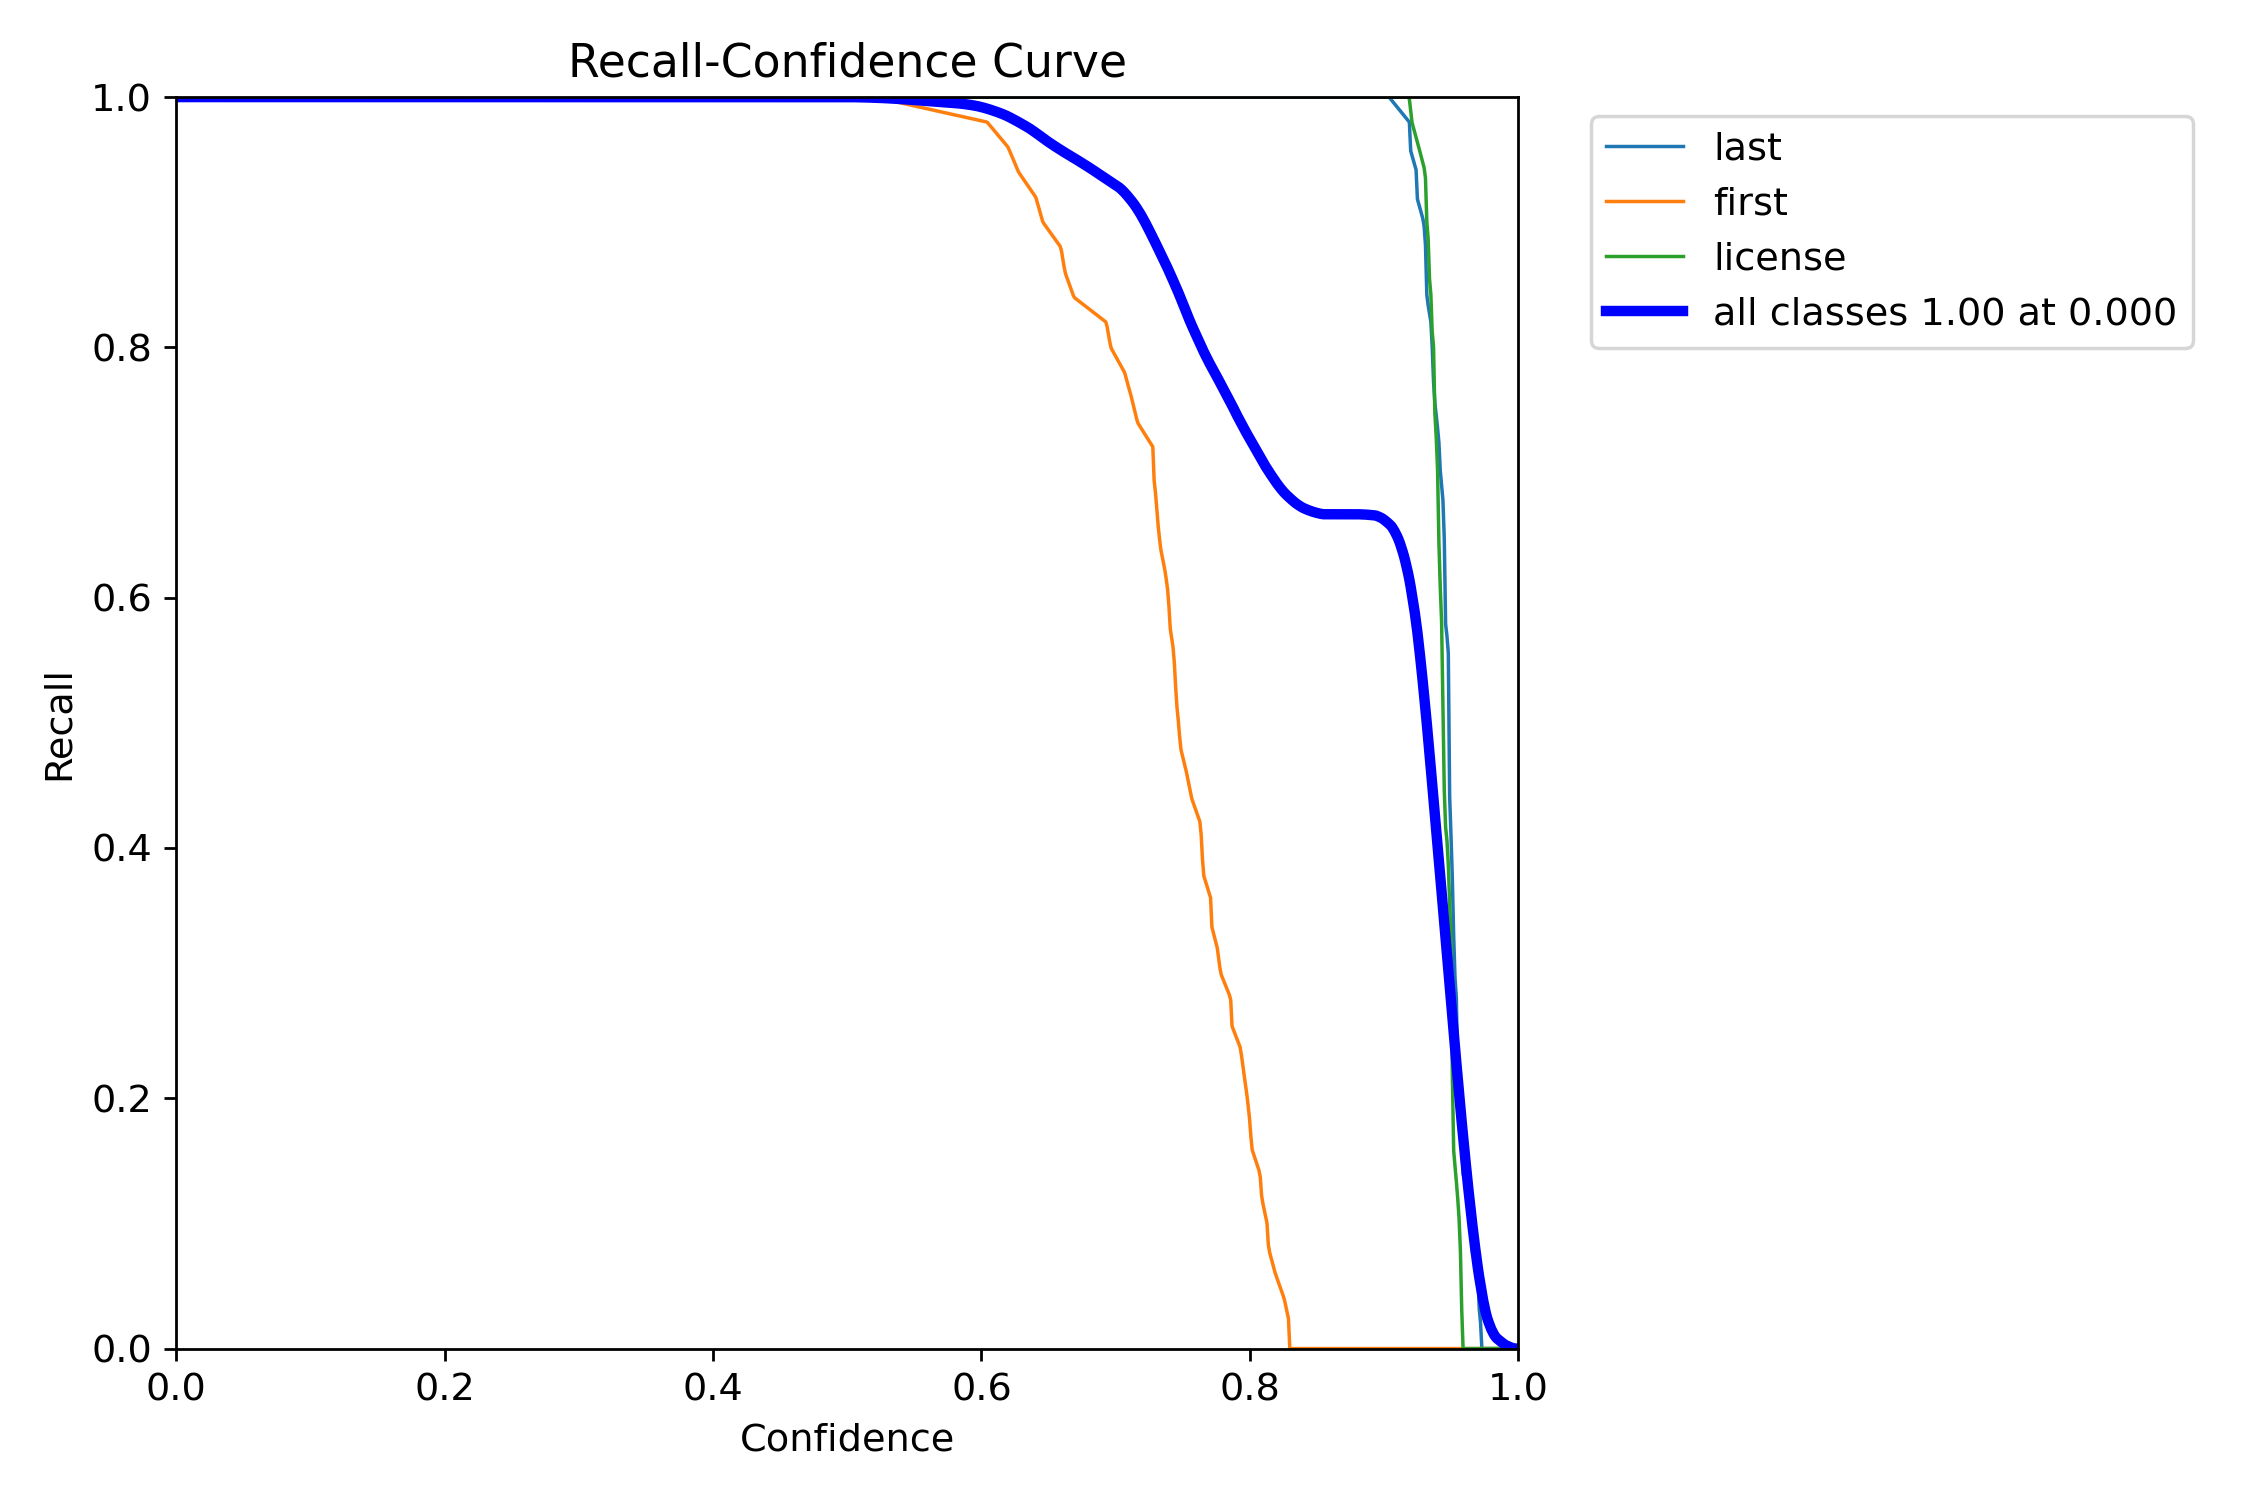 Recall-Confidence Curve
1.0
0.8
0.6
0.4
0.2
0.0
Recall
0.0 0.2 0.4 0.6 0.8 1.0
Confidence
last
first
license
all classes 1.00 at 0.000